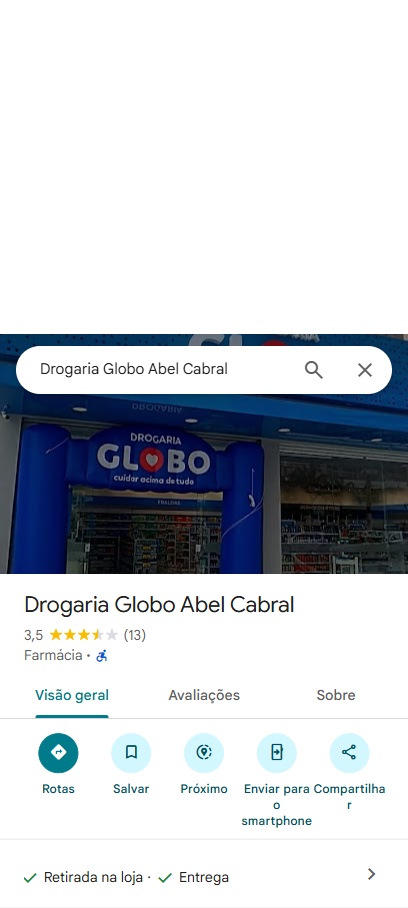 Drogaria Globo Abel Cabral
DROGARIA
DROGARIA
GLOBO
cuidar acima de tudo
FRALDAS
Drogaria Globo Abel Cabral
3,5 (13)
Farmácia ·
Visão geral Avaliações Sobre
Rotas Salvar Próximo Enviar para o smartphone Compartilhar
Retirada na loja · Entrega